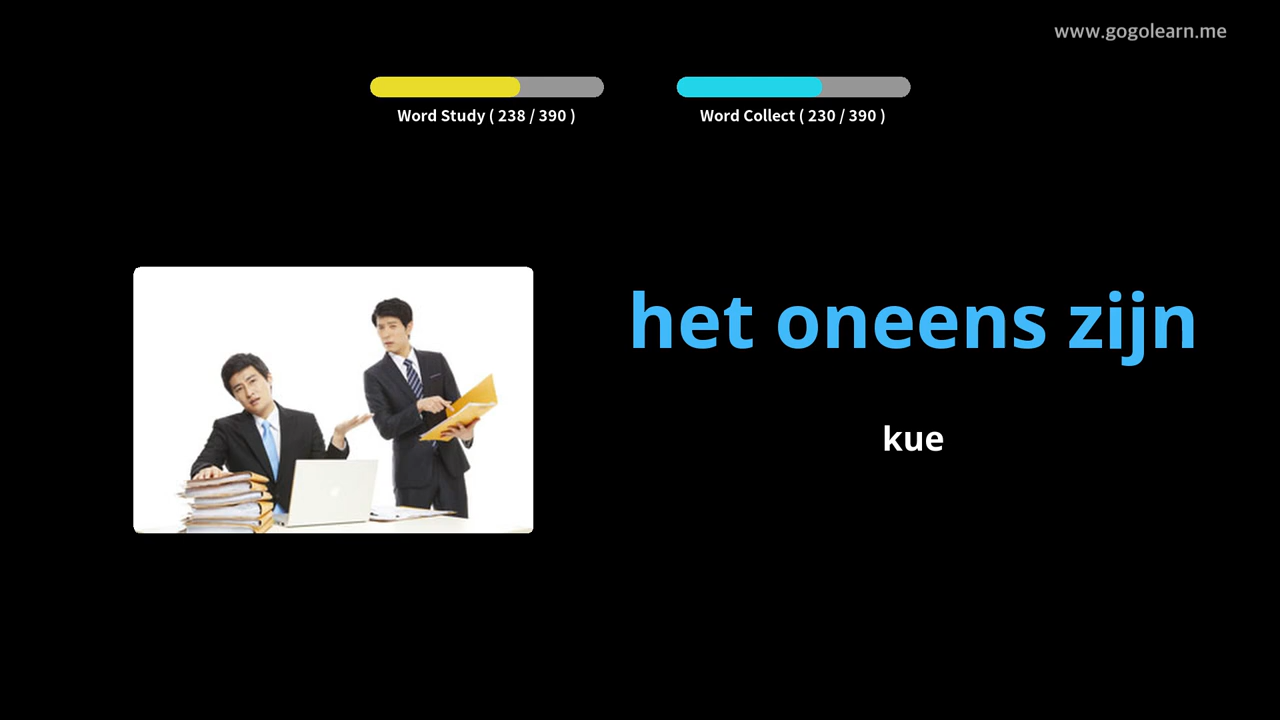 www.gogolearn.me
Word Study ( 238 / 390 )
Word Collect ( 230 / 390 )
het oneens zijn
kue